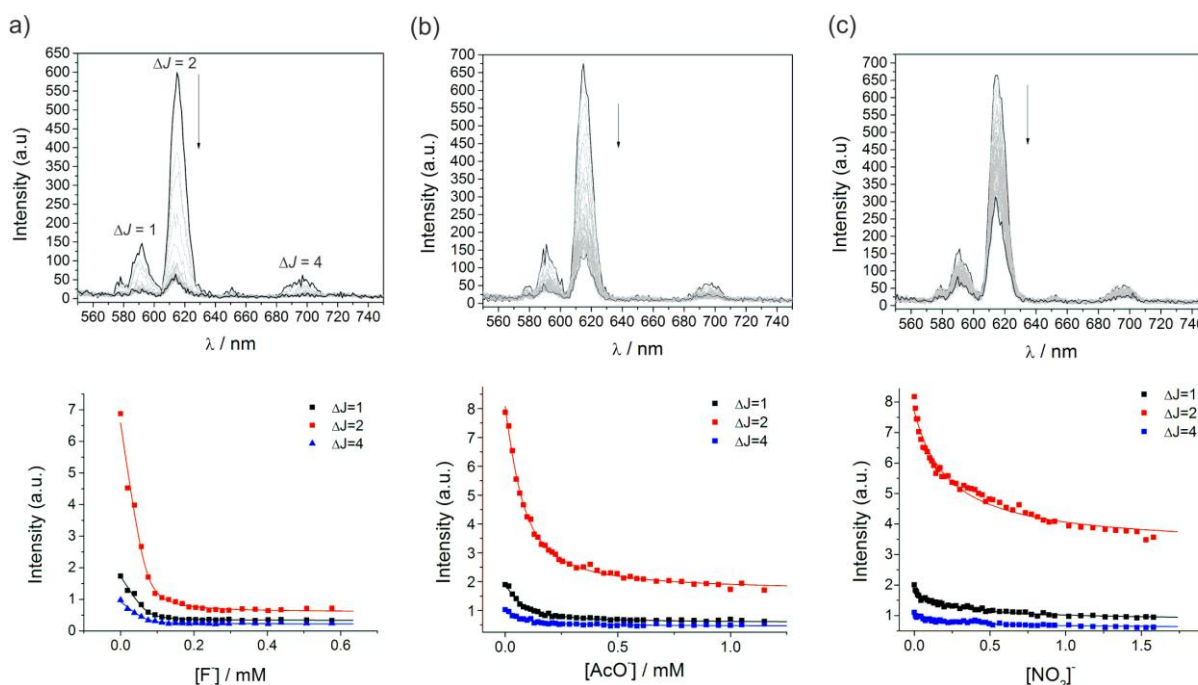 a)
650
600
550
500
450
400
350
300
250
200
150
100
50
0
Intensity (a.u)
ΔJ = 2
ΔJ = 1
ΔJ = 4
560 580 600 620 640 660 680 700 720 740
λ / nm
(b)
700
650
600
550
500
450
400
350
300
250
200
150
100
50
0
Intensity (a.u.)
560 580 600 620 640 660 680 700 720 740
λ / nm
(c)
700
650
600
550
500
450
400
350
300
250
200
150
100
50
0
Intensity (a.u.)
560 580 600 620 640 660 680 700 720 740
λ / nm
7
6
5
4
3
2
1
0
Intensity (a.u.)
ΔJ=1
ΔJ=2
ΔJ=4
0.0 0.2 0.4 0.6
[F⁻] / mM
8
7
6
5
4
3
2
1
Intensity (a.u.)
ΔJ=1
ΔJ=2
ΔJ=4
0.0 0.5 1.0
[AcO⁻] / mM
8
7
6
5
4
3
2
1
Intensity (a.u.)
ΔJ=1
ΔJ=2
ΔJ=4
0.0 0.5 1.0 1.5
[NO₂]⁻